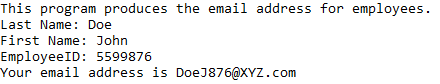 This program produces the email address for employees.
Last Name: Doe
First Name: John
EmployeeID: 5599876
Your email address is DoeJ876@XYZ.com